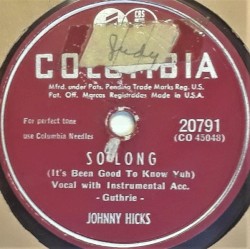 CBS
Judy
COLUMBIA
Mfrd. under Pats. Pending Trade Mark Reg. U.S.
Pat. Off. Marcas Registradas Made in U.S.A.
For perfect tone
use Columbia Needles
20791
(CO 45048)
SO LONG
(It's Been Good To Know Yuh)
Vocal with Instrumental Acc.
- Guthrie -
JOHNNY HICKS